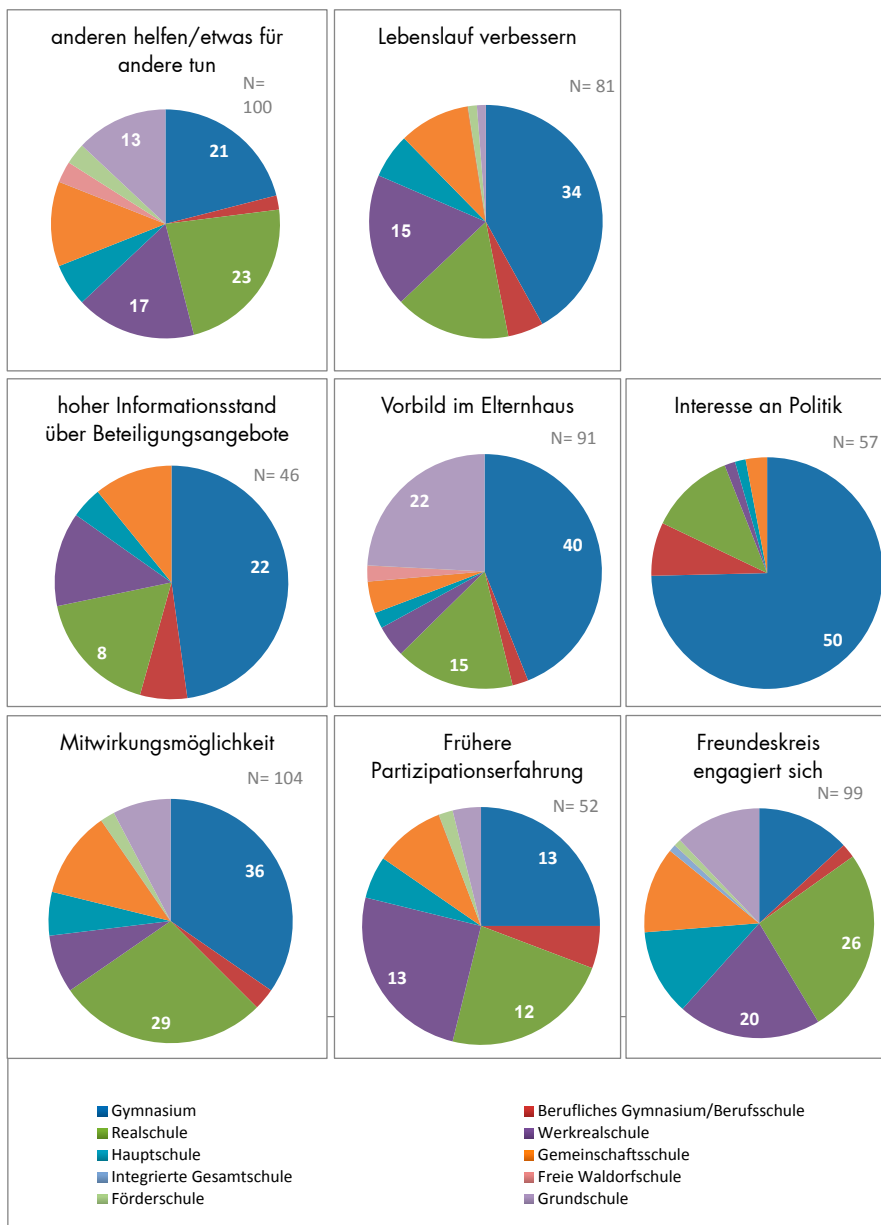 anderen helfen/etwas für
andere tun
N=
100
13
21
23
17
Lebenslauf verbessern
N= 81
34
15
hoher Informationsstand
über Beteiligungsangebote
N= 46
22
8
Vorbild im Elternhaus
N= 91
22
40
15
Interesse an Politik
N= 57
50
Mitwirkungsmöglichkeit
N= 104
36
29
Frühere
Partizipationserfahrung
N= 52
13
13
12
Freundeskreis
engagiert sich
N= 99
26
20
Gymnasium
Berufliches Gymnasium/Berufsschule
Realschule
Werkrealschule
Hauptschule
Gemeinschaftsschule
Integrierte Gesamtschule
Freie Waldorfschule
Förderschule
Grundschule